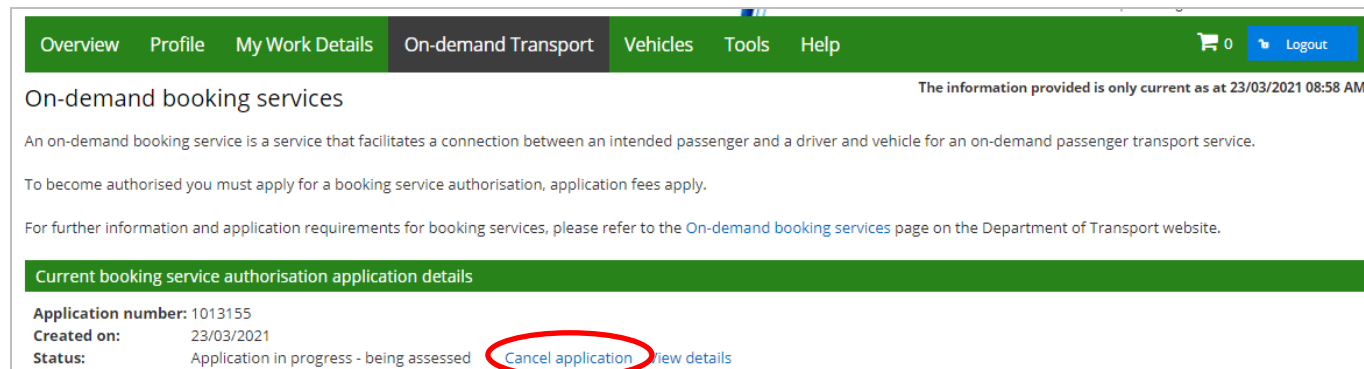 Overview Profile My Work Details On-demand Transport Vehicles Tools Help 0 Logout
The information provided is only current as at 23/03/2021 08:58 AM
On-demand booking services
An on-demand booking service is a service that facilitates a connection between an intended passenger and a driver and vehicle for an on-demand passenger transport service.
To become authorised you must apply for a booking service authorisation, application fees apply.
For further information and application requirements for booking services, please refer to the On-demand booking services page on the Department of Transport website.
Current booking service authorisation application details
Application number: 1013155
Created on: 23/03/2021
Status: Application in progress - being assessed Cancel application View details